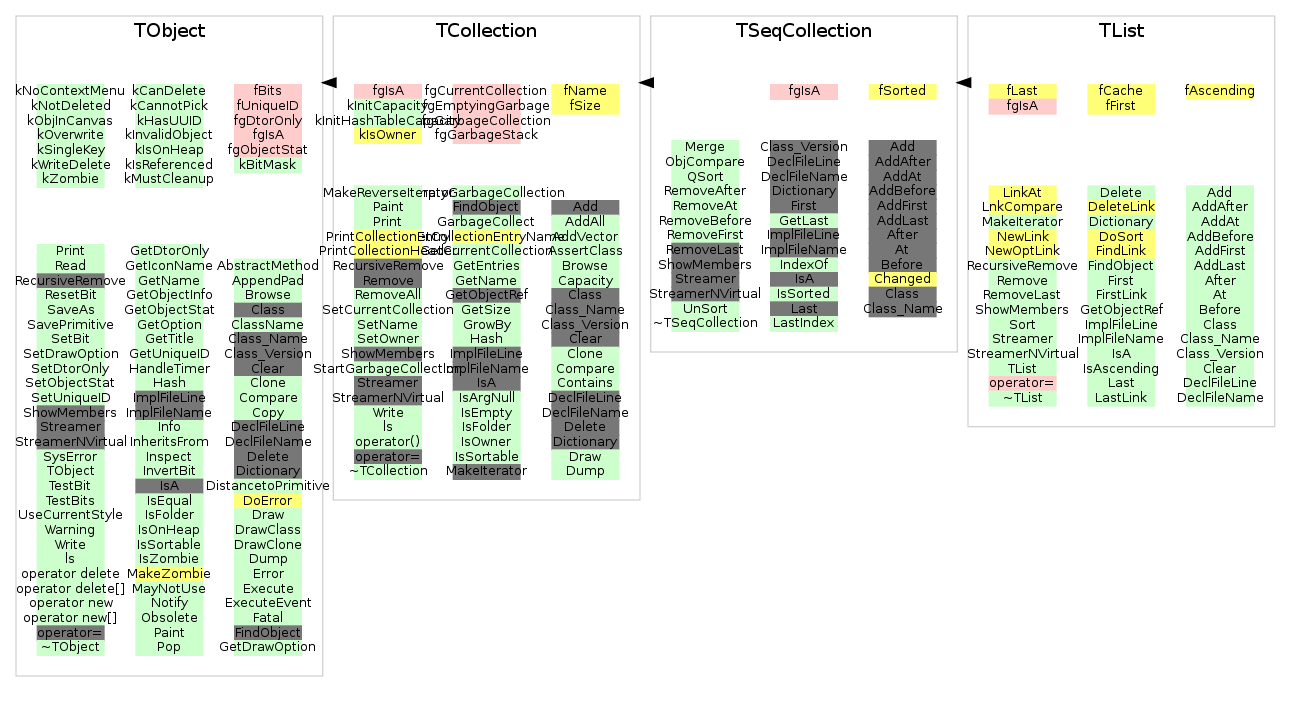 TObject
kNoContextMenu
kNotDeleted
kObjInCanvas
kOverwrite
kSingleKey
kWriteDelete
kZombie
kCanDelete
kCannotPick
kHasUUID
kInvalidObject
kIsOnHeap
kIsReferenced
kMustCleanup
fBits
fUniqueID
fgDtorOnly
fgIsA
fgObjectStat
kBitMask
Print
Read
RecursiveRemove
ResetBit
SaveAs
SavePrimitive
SetBit
SetDrawOption
SetDtorOnly
SetObjectStat
SetUniqueID
ShowMembers
Streamer
StreamerNVirtual
SysError
TObject
TestBit
TestBits
UseCurrentStyle
Warning
Write
ls
operator delete
operator delete[]
operator new
operator new[]
operator=
~TObject
GetDtorOnly
GetIconName
GetName
GetObjectInfo
GetObjectStat
GetOption
GetTitle
GetUniqueID
HandleTimer
Hash
ImplFileLine
ImplFileName
Info
InheritsFrom
Inspect
InvertBit
IsA
IsEqual
IsFolder
IsOnHeap
IsSortable
IsZombie
MakeZombie
MayNotUse
Notify
Obsolete
Paint
Pop
AbstractMethod
AppendPad
Browse
Class
ClassName
Class_Name
Class_Version
Clear
Clone
Compare
Copy
DeclFileLine
DeclFileName
Delete
Dictionary
DistancetoPrimitive
DoError
Draw
DrawClass
DrawClone
Dump
Error
Execute
ExecuteEvent
Fatal
FindObject
GetDrawOption
TCollection
fgIsA
kInitCapacity
kInitHashTableCapacity
kIsOwner
fgCurrentCollection
fgEmptyingGarbage
fgGarbageCollection
fgGarbageStack
fName
fSize
MakeReverseIterator
Paint
Print
PrintCollectionEntry
PrintCollectionHeader
RecursiveRemove
Remove
RemoveAll
SetCurrentCollection
SetName
SetOwner
ShowMembers
StartGarbageCollection
Streamer
StreamerNVirtual
Write
ls
operator()
operator=
~TCollection
EmptyGarbageCollection
FindObject
GarbageCollect
GetCollectionEntryName
GetCurrentCollection
GetEntries
GetName
GetObjectRef
GetSize
GrowBy
Hash
ImplFileLine
ImplFileName
IsA
IsArgNull
IsEmpty
IsFolder
IsOwner
IsSortable
MakeIterator
Add
AddAll
AddVector
AssertClass
Browse
Capacity
Class
Class_Name
Class_Version
Clear
Clone
Compare
Contains
DeclFileLine
DeclFileName
Delete
Dictionary
Draw
Dump
TSeqCollection
fgIsA
fSorted
Merge
ObjCompare
QSort
RemoveAfter
RemoveAt
RemoveBefore
RemoveFirst
RemoveLast
ShowMembers
Streamer
StreamerNVirtual
UnSort
~TSeqCollection
Class_Version
DeclFileLine
DeclFileName
Dictionary
First
GetLast
ImplFileLine
ImplFileName
IndexOf
IsA
IsSorted
Last
LastIndex
Add
AddAfter
AddAt
AddBefore
AddFirst
AddLast
After
At
Before
Changed
Class
Class_Name
TList
fLast
fgIsA
fCache
fFirst
fAscending
LinkAt
LnkCompare
MakeIterator
NewLink
NewOptLink
RecursiveRemove
Remove
RemoveLast
ShowMembers
Sort
Streamer
StreamerNVirtual
TList
operator=
~TList
Delete
DeleteLink
Dictionary
DoSort
FindLink
FindObject
First
FirstLink
GetObjectRef
ImplFileLine
ImplFileName
IsA
IsAscending
Last
LastLink
Add
AddAfter
AddAt
AddBefore
AddFirst
AddLast
After
At
Before
Class
Class_Name
Class_Version
Clear
DeclFileLine
DeclFileName